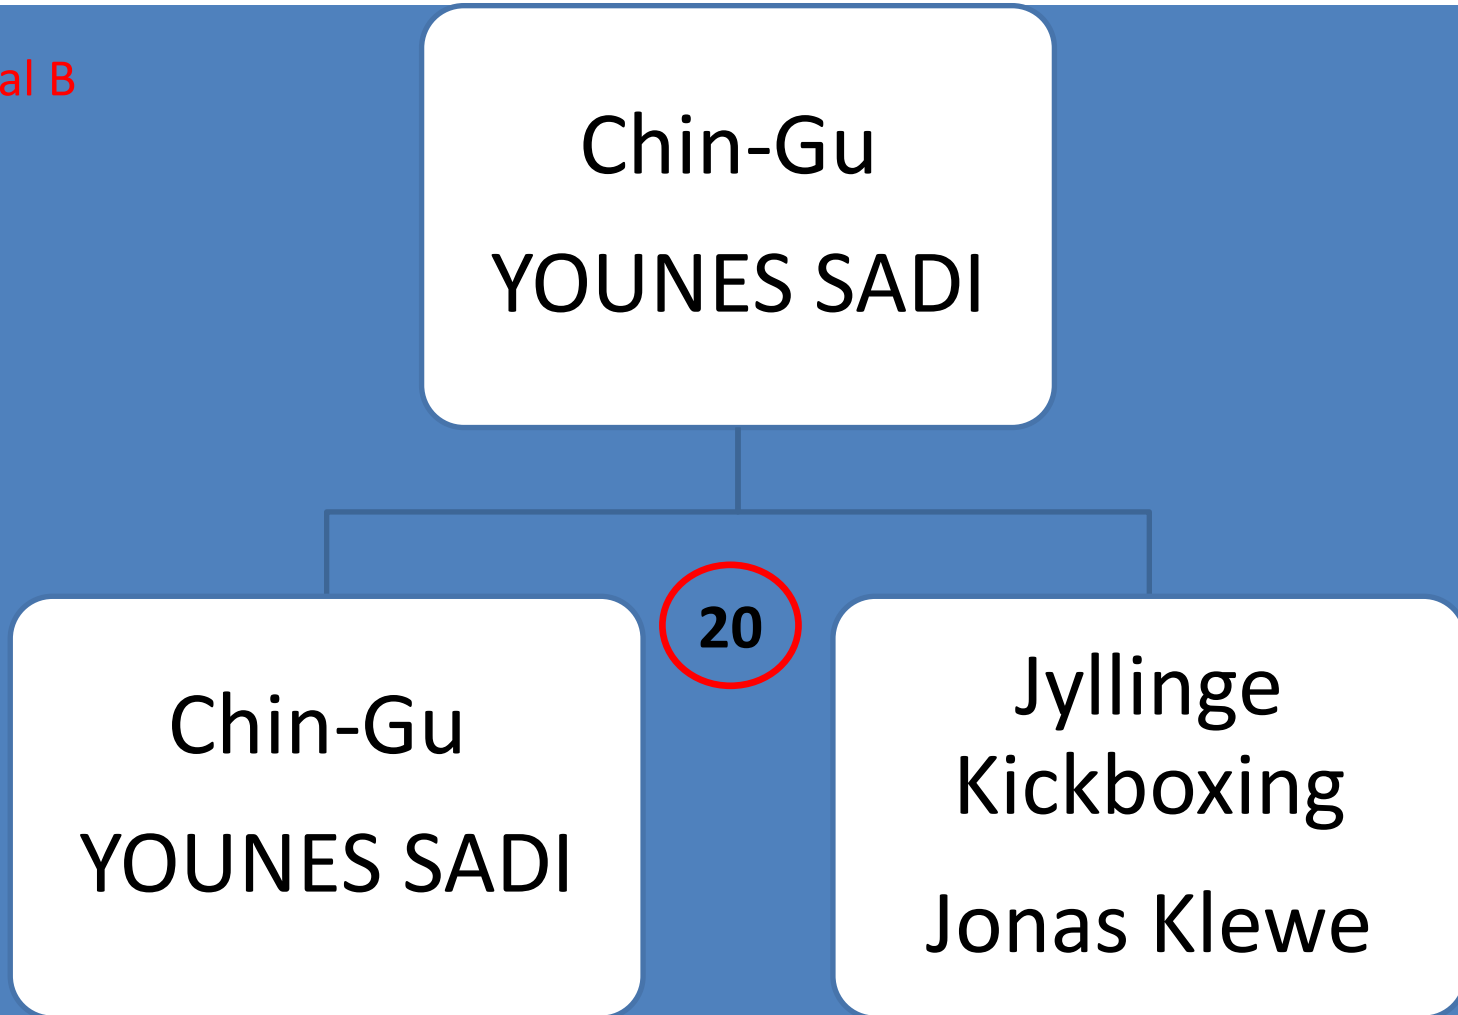 al B
Chin-Gu
YOUNES SADI
20
Chin-Gu
YOUNES SADI
Jyllinge
Kickboxing
Jonas Klewe